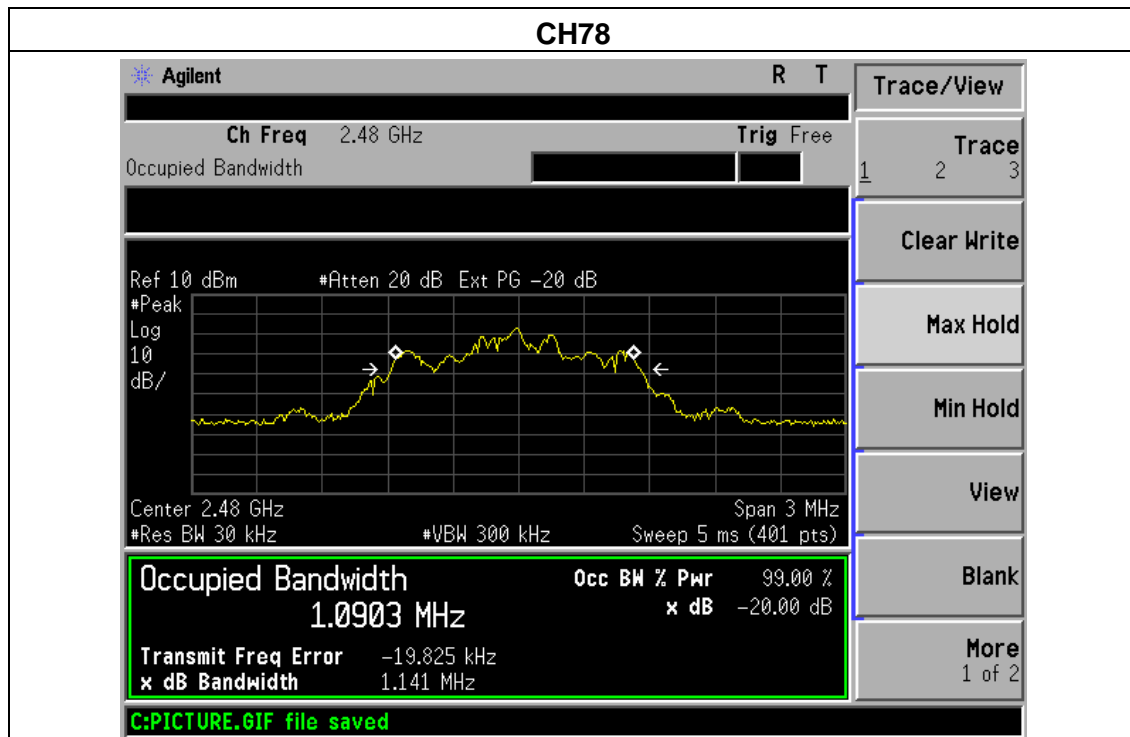 CH78
Agilent R T
Trace/View
Ch Freq 2.48 GHz Trig Free
Occupied Bandwidth
Trace
1 2 3
Clear Write
Ref 10 dBm #Atten 20 dB Ext PG -20 dB
#Peak
Log
10
dB/
Max Hold
Min Hold
View
Center 2.48 GHz Span 3 MHz
#Res BW 30 kHz #VBW 300 kHz Sweep 5 ms (401 pts)
Occupied Bandwidth Occ BW % Pwr 99.00 %
1.0903 MHz x dB -20.00 dB
Blank
Transmit Freq Error -19.825 kHz
x dB Bandwidth 1.141 MHz
More
1 of 2
C:PICTURE.GIF file saved